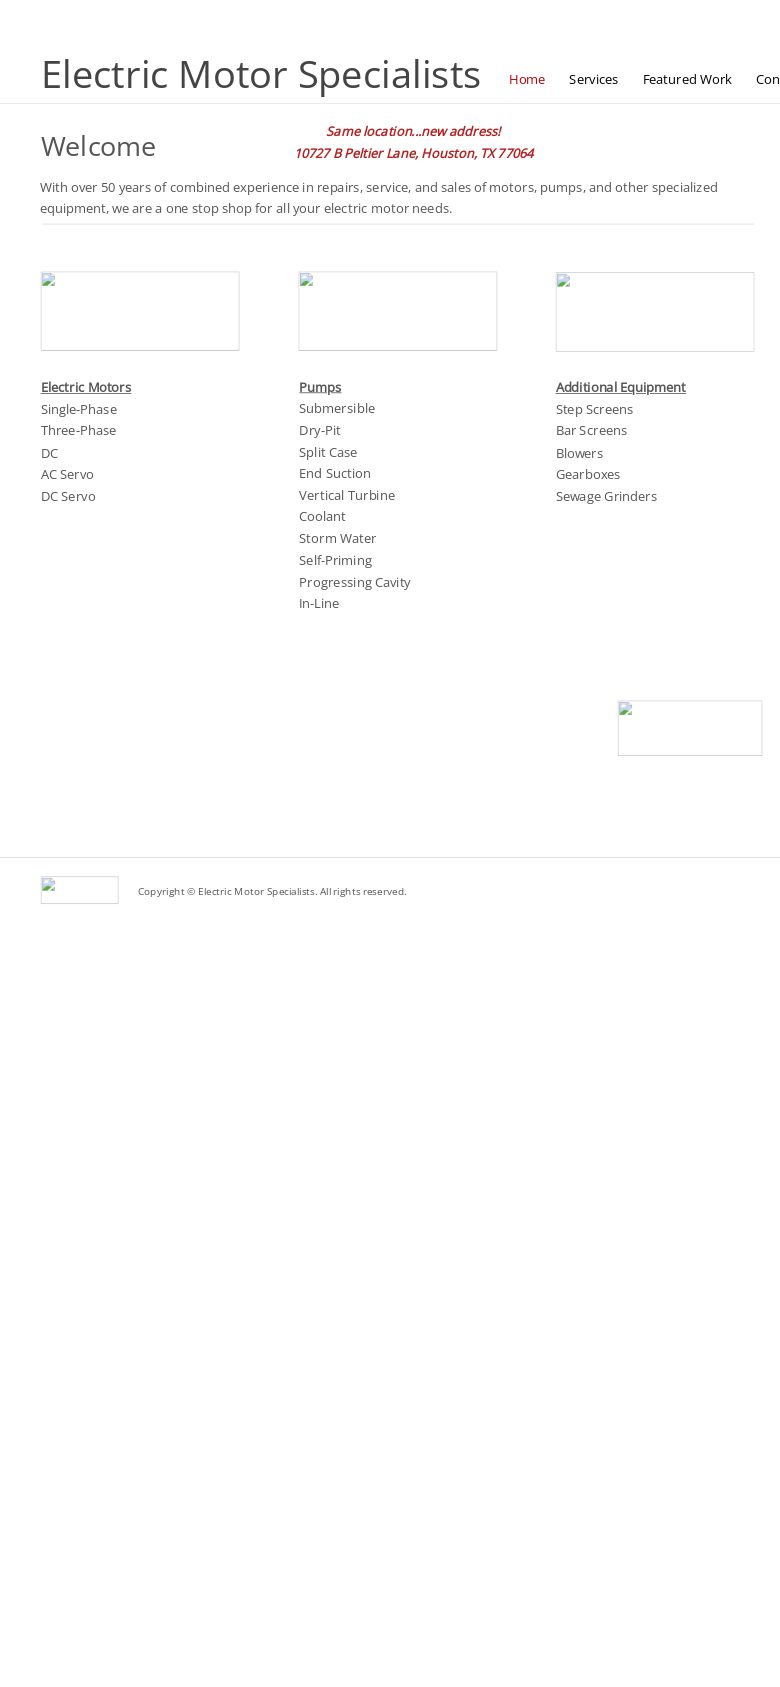 Electric Motor Specialists
Home Services Featured Work Con
Same location...new address!
10727 B Peltier Lane, Houston, TX 77064
Welcome
With over 50 years of combined experience in repairs, service, and sales of motors, pumps, and other specialized
equipment, we are a one stop shop for all your electric motor needs.
Electric Motors
Single-Phase
Three-Phase
DC
AC Servo
DC Servo
Pumps
Submersible
Dry-Pit
Split Case
End Suction
Vertical Turbine
Coolant
Storm Water
Self-Priming
Progressing Cavity
In-Line
Additional Equipment
Step Screens
Bar Screens
Blowers
Gearboxes
Sewage Grinders
Copyright © Electric Motor Specialists. All rights reserved.